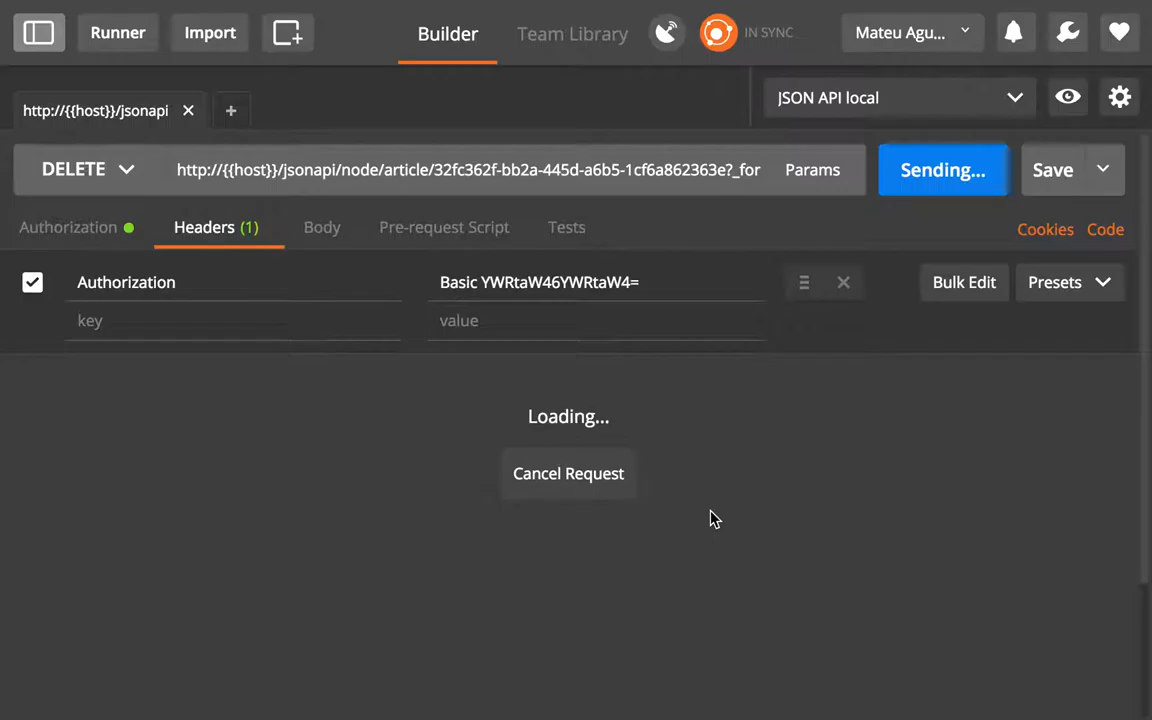 Runner
Import
Builder
Team Library
IN SYNC
Mateu Agu...
http://{{host}}/jsonapi
JSON API local
DELETE
http://{{host}}/jsonapi/node/article/32fc362f-bb2a-445d-a6b5-1cf6a862363e?_for
Params
Sending...
Save
Authorization
Headers (1)
Body
Pre-request Script
Tests
Cookies
Code
Authorization
Basic YWRtaW46YWRtaW4=
Bulk Edit
Presets
key
value
Loading...
Cancel Request